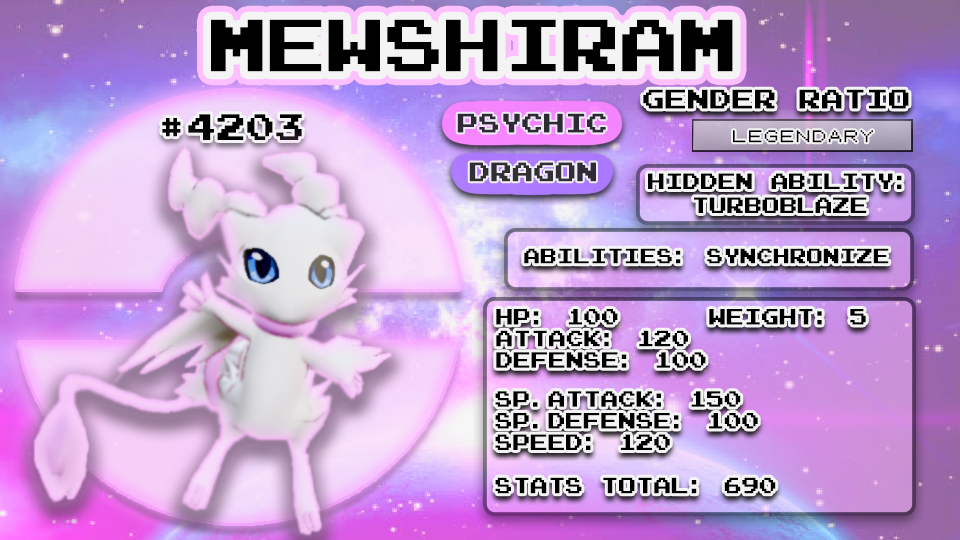 MEWSHIRAM
#4203
PSYCHIC
DRAGON
GENDER RATIO
LEGENDARY
HIDDEN ABILITY:
TURBOBLAZE
ABILITIES: SYNCHRONIZE
HP: 100 WEIGHT: 5
ATTACK: 120
DEFENSE: 100
SP. ATTACK: 150
SP. DEFENSE: 100
SPEED: 120
STATS TOTAL: 690